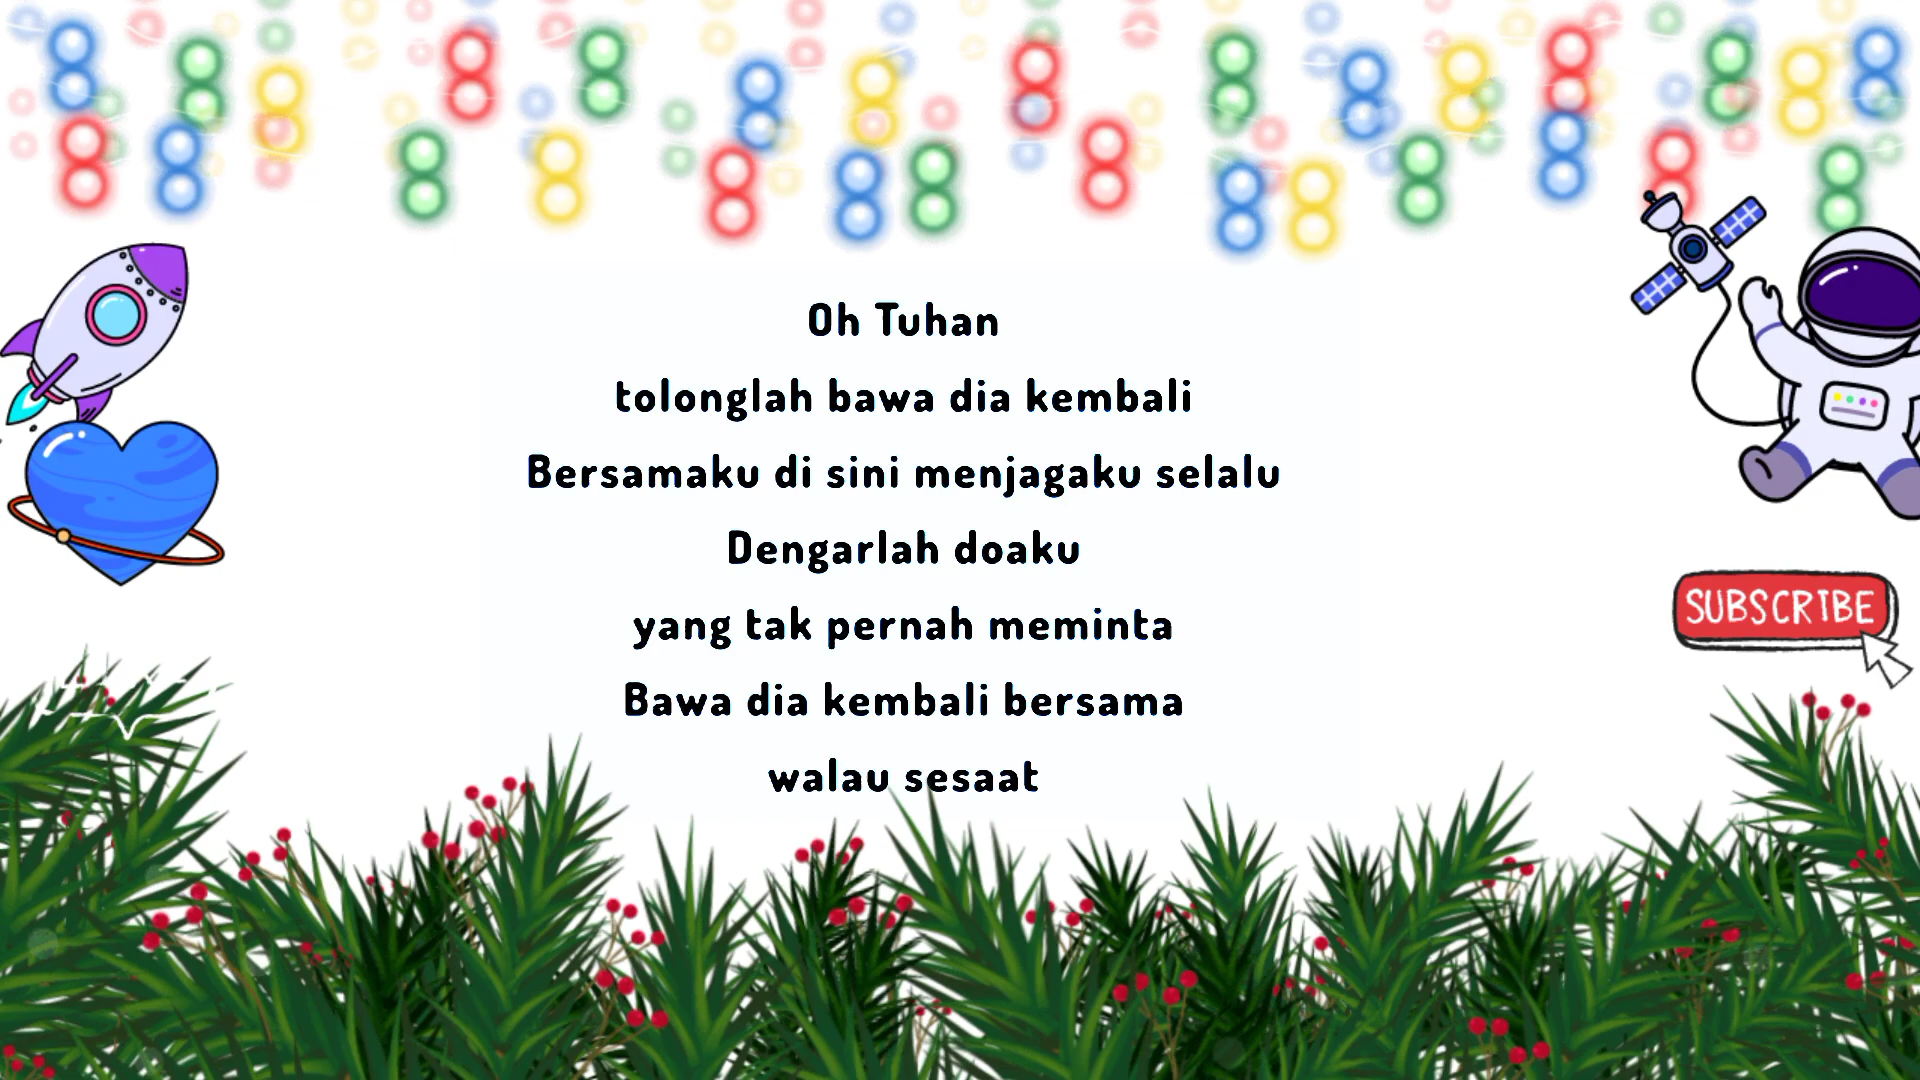 Oh Tuhan
tolonglah bawa dia kembali
Bersamaku di sini menjagaku selalu
Dengarlah doaku
yang tak pernah meminta
Bawa dia kembali bersama
walau sesaat
SUBSCRIBE